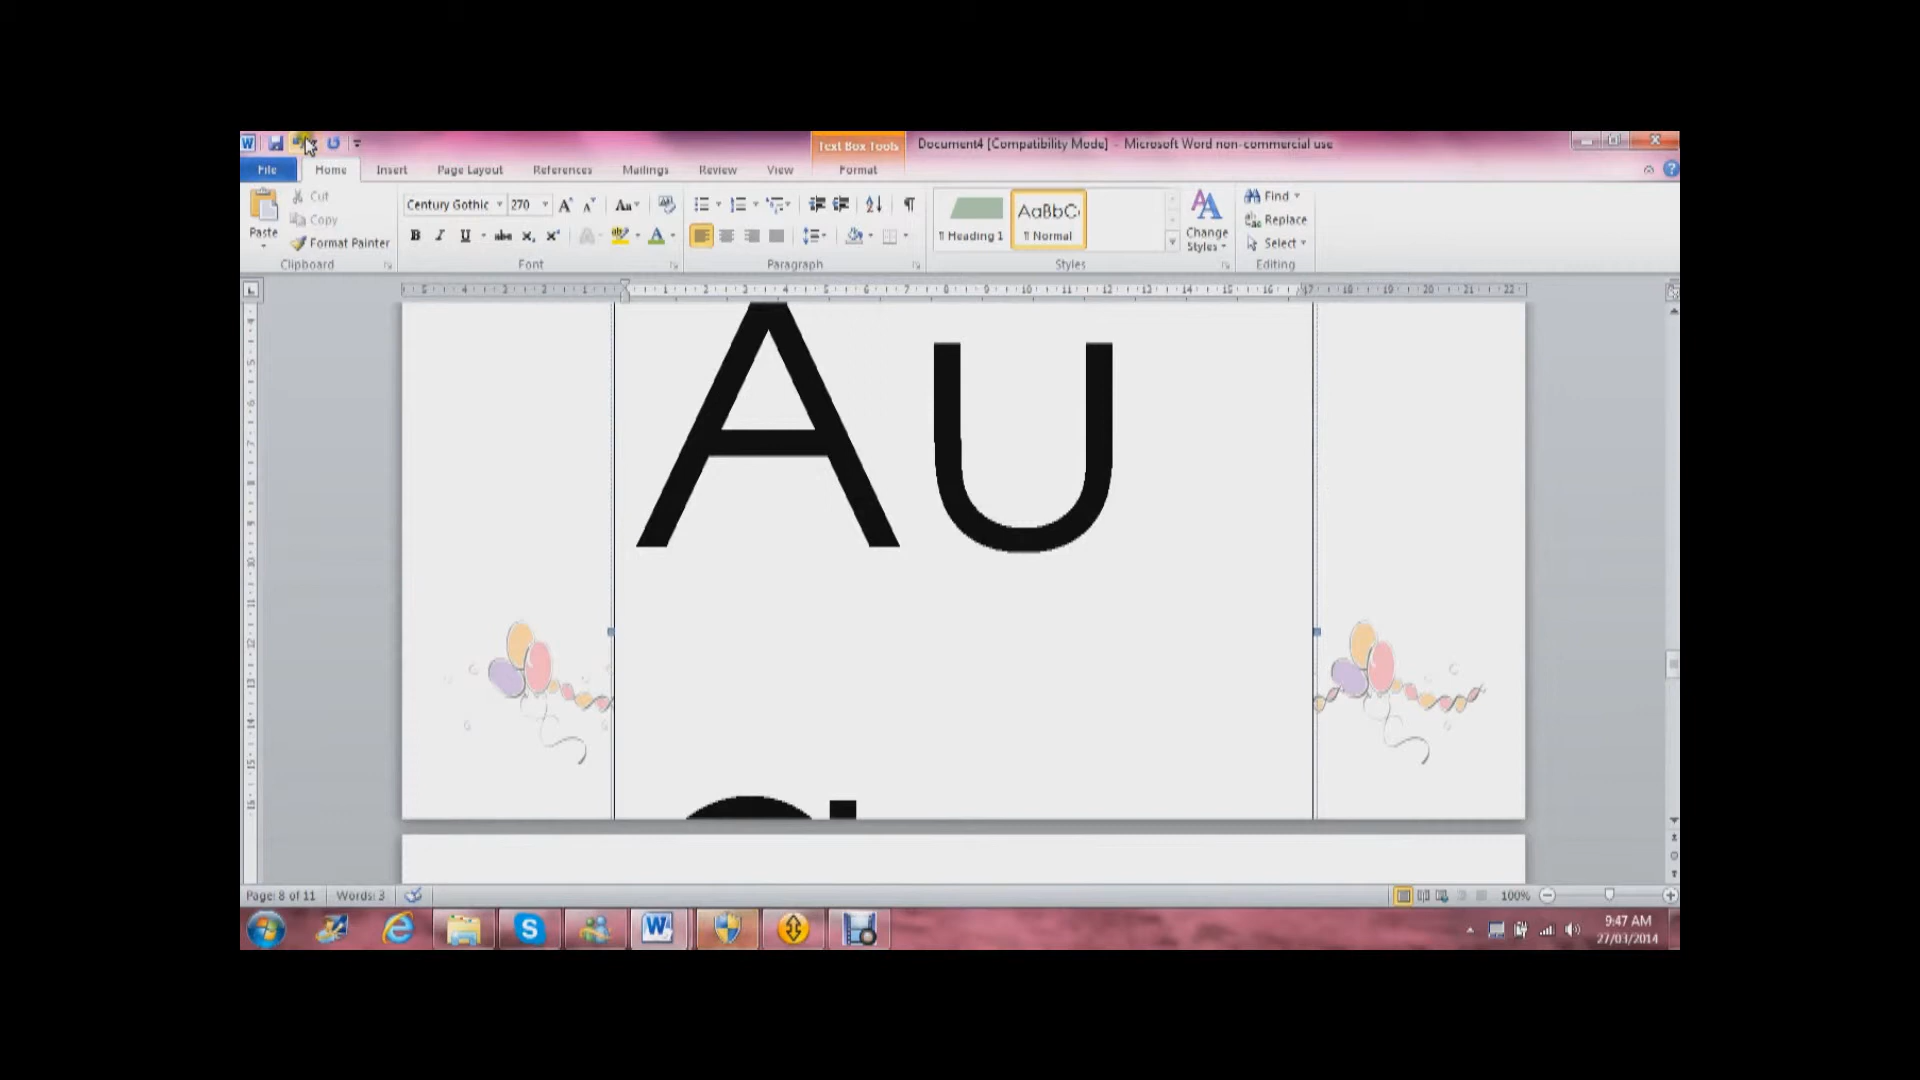 Text Box Tools
Document4 [Compatibility Mode] - Microsoft Word non-commercial use
File Home Insert Page Layout References Mailings Review View Format
Paste
Cut
Copy
Format Painter
Clipboard
Century Gothic 270
Font
Paragraph
¶ Heading 1
AaBbC
¶ Normal
Change Styles
Styles
Find
Replace
Select
Editing
Au
Page: 8 of 11 Words: 3
100%
9:47 AM
27/03/2014